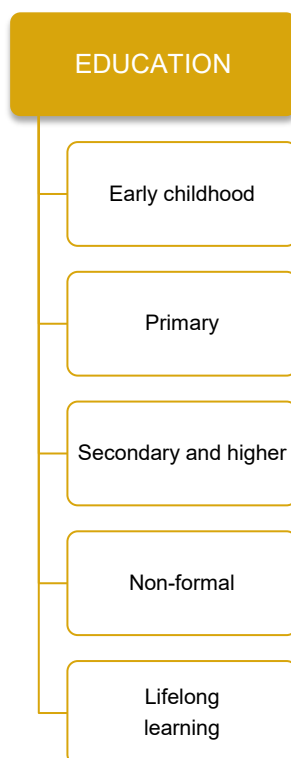 EDUCATION
Early childhood
Primary
Secondary and higher
Non-formal
Lifelong
learning